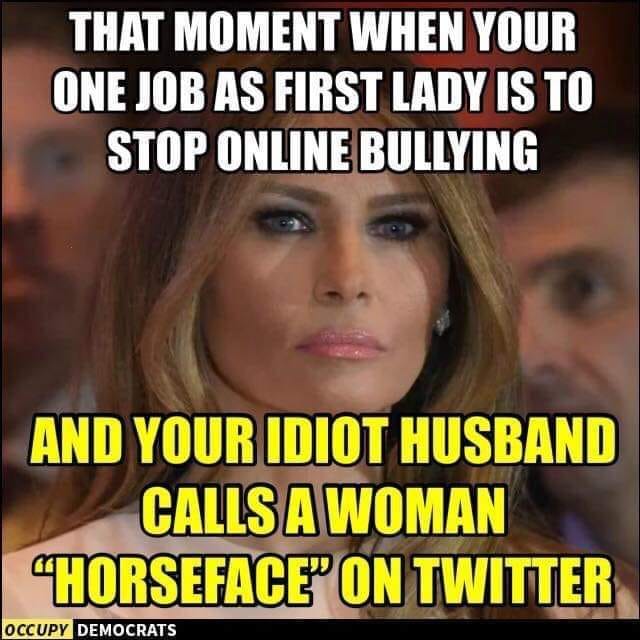 THAT MOMENT WHEN YOUR
ONE JOB AS FIRST LADY IS TO
STOP ONLINE BULLYING
AND YOUR IDIOT HUSBAND
CALLS A WOMAN
“HORSEFACE” ON TWITTER
OCCUPY DEMOCRATS